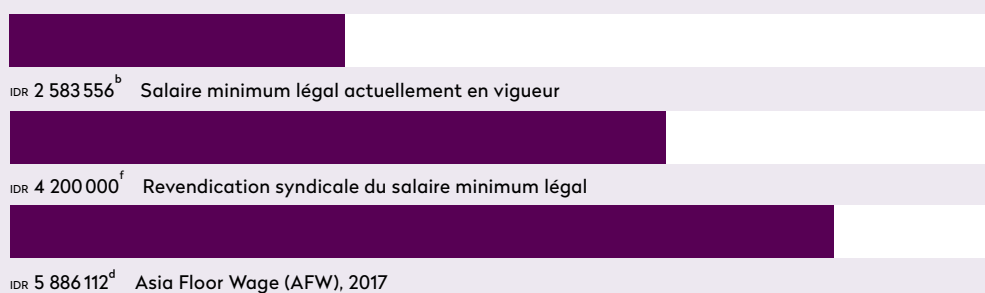 IDR 2 583 556ᵇ Salaire minimum légal actuellement en vigueur
IDR 4 200 000ᶠ Revendication syndicale du salaire minimum légal
IDR 5 886 112ᵈ Asia Floor Wage (AFW), 2017